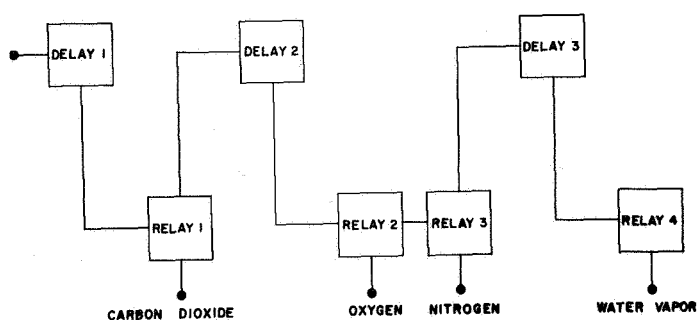 DELAY 1
DELAY 2
DELAY 3
RELAY 1
RELAY 2
RELAY 3
RELAY 4
CARBON DIOXIDE
OXYGEN
NITROGEN
WATER VAPOR